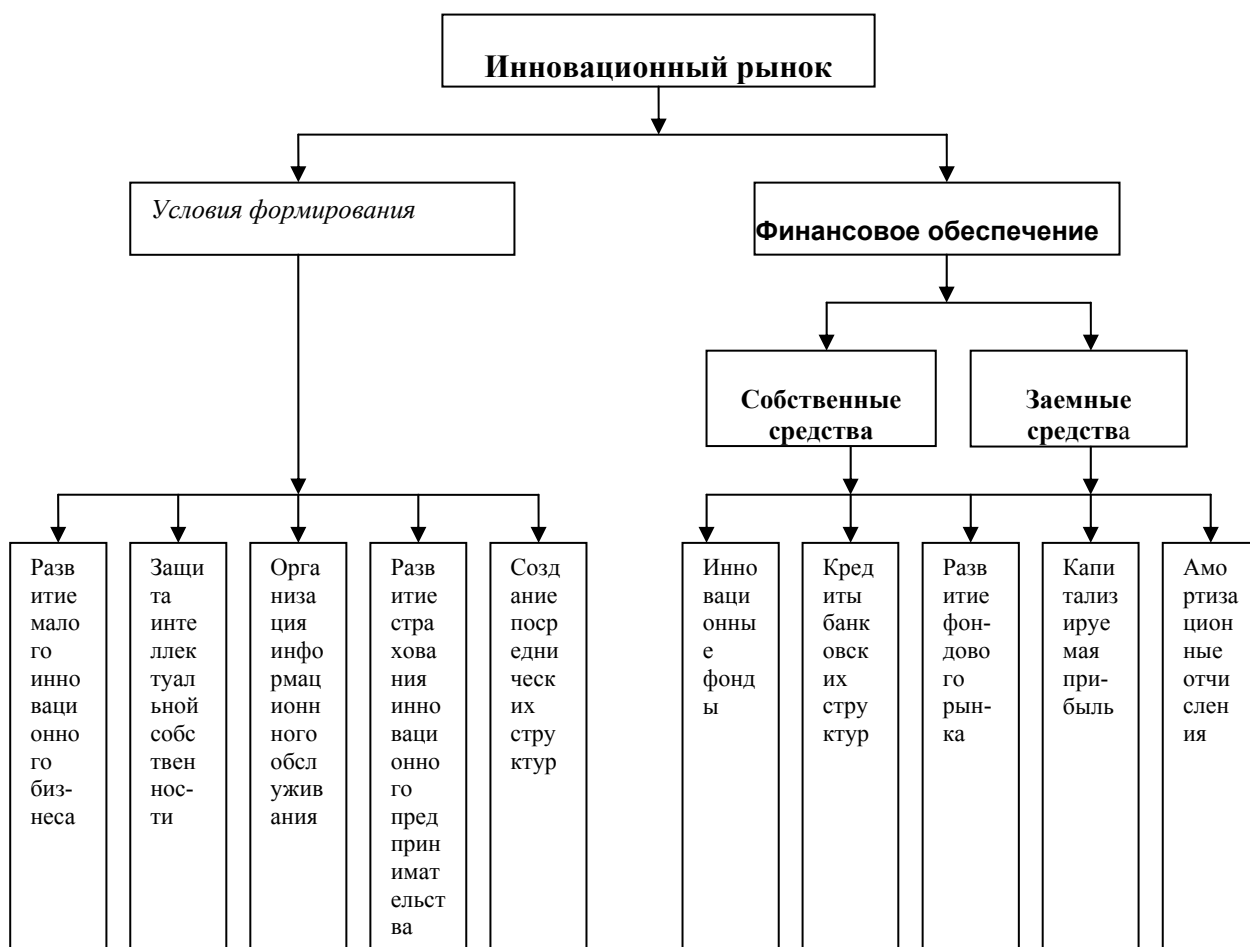 Инновационный рынок
Условия формирования
Финансовое обеспечение
Собственные
средства
Заемные
средства
Разв
итие
мало
го
инно
ваци
онно
го
биз-
неса
Защи
та
инте
ллек
туал
ьной
собс
твен
нос-
ти
Орга
низа
ция
инфо
рмац
ионн
ного
обсл
ужив
ания
Разв
итие
стра
хова
ния
инно
ваци
онно
го
пред
прин
имат
ельст
ва
Созд
ание
поср
едни
ческ
их
стру
ктур
Инно
ваци
онны
е
фонд
ы
Кред
иты
банк
овск
их
стру
ктур
Разв
итие
фон-
дово
го
рын-
ка
Капи
тализ
ируе
мая
при-
быль
Амо
ртиза
цион
ные
отчи
слен
ия